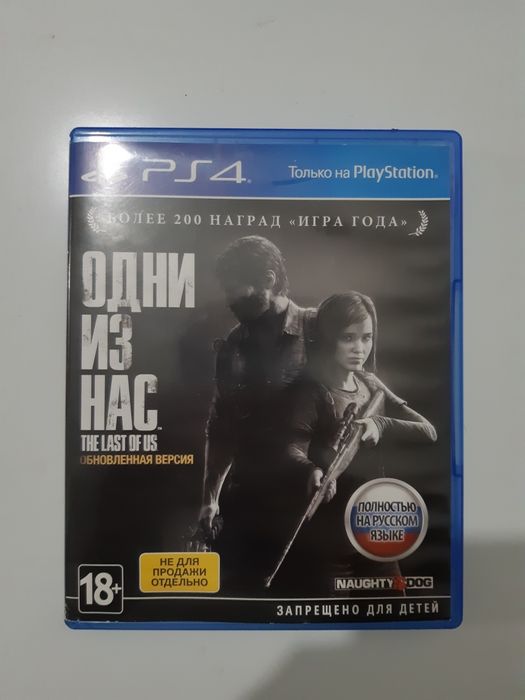 PS4
Только на PlayStation
БОЛЕЕ 200 НАГРАД «ИГРА ГОДА»
ОДНИ
ИЗ
НАС™
THE LAST OF US
ОБНОВЛЕННАЯ ВЕРСИЯ
ПОЛНОСТЬЮ
НА РУССКОМ
ЯЗЫКЕ
НЕ ДЛЯ
ПРОДАЖИ
ОТДЕЛЬНО
18+
NAUGHTY DOG
ЗАПРЕЩЕНО ДЛЯ ДЕТЕЙ